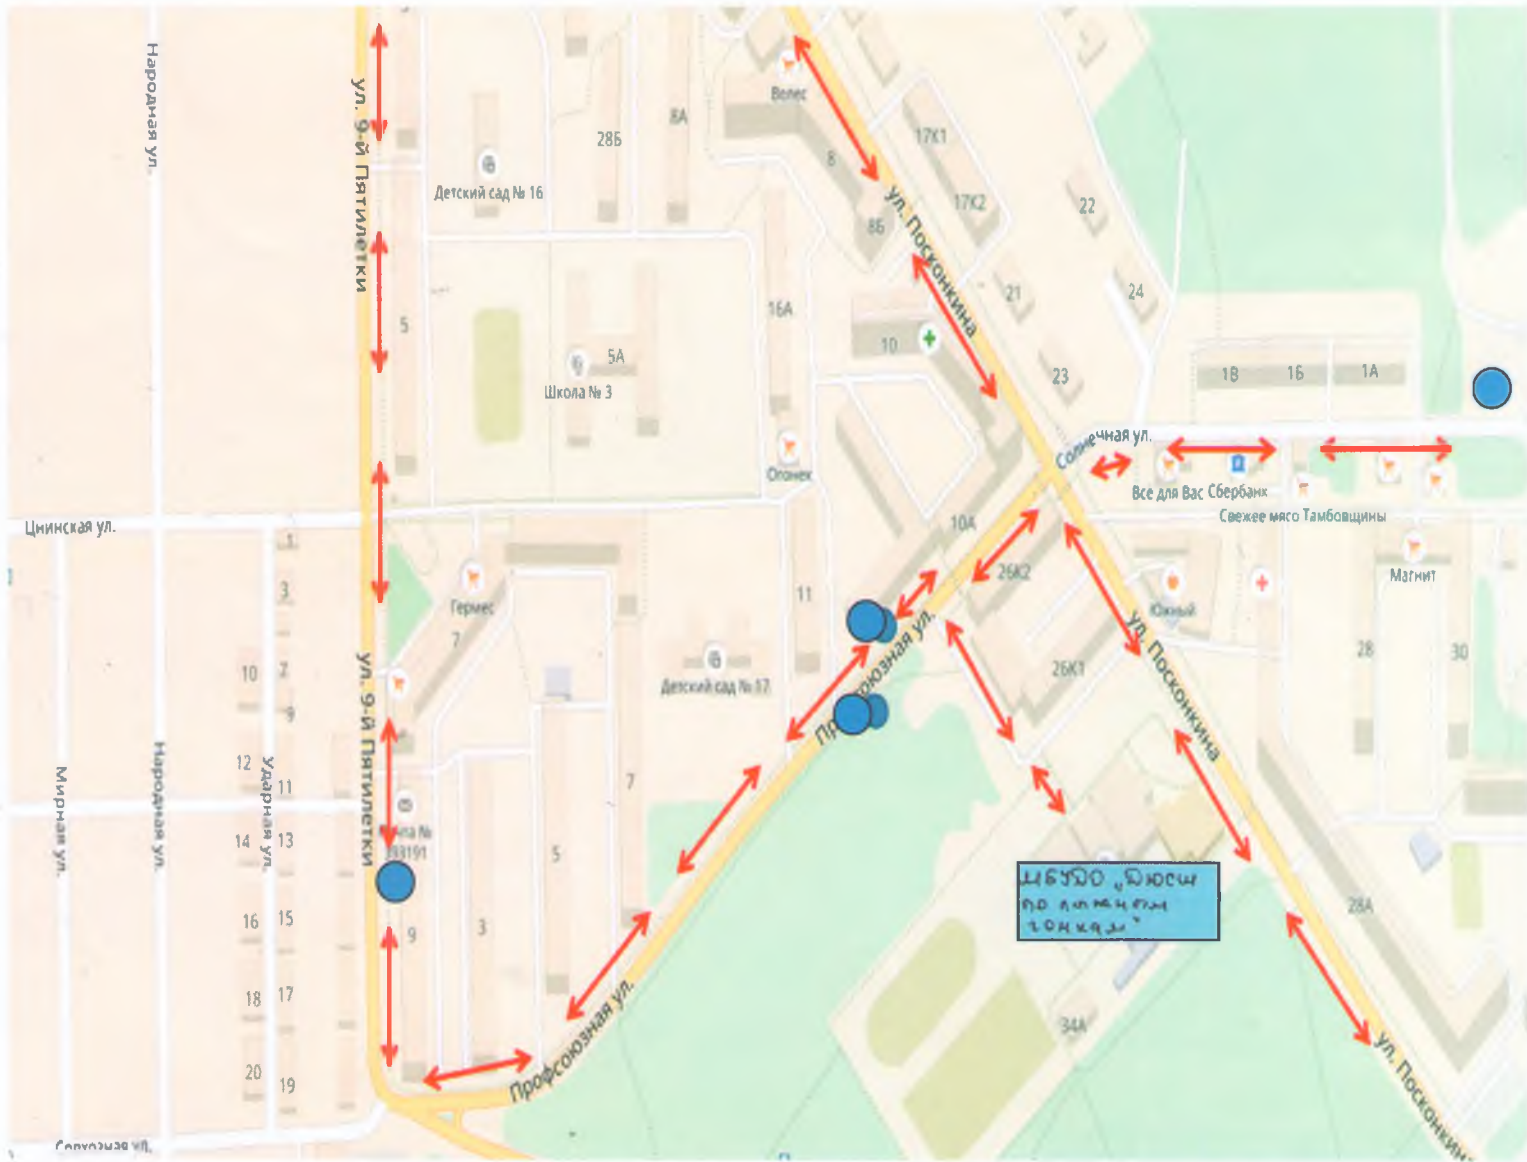 Народная ул.
ул. 9-й Пятилетки
Детский сад № 16
28Б
8А
Велес
8
8Б
17К1
17К2
ул. Посконкина
22
21
24
23
5
5А
Школа № 3
16А
Огонек
10
1В
1Б
1А
Солнечная ул.
Все для Вас
Сбербанк
Свежее мясо Тамбовщины
Магнит
Цнинская ул.
1
3
Гермес
7
11
10А
26К2
26К1
Южный
ул. Посконкина
28
30
10
9
Детский сад № 17
Профсоюзная ул.
ул. 9-й Пятилетки
Мирная ул.
Народная ул.
Ударная ул.
12
11
14
13
16
15
18
17
20
19
393191
9
3
5
7
МБУДО "ДЮСШ
по лыжным
гонкам"
28А
34А
Профсоюзная ул.
ул. Посконкина